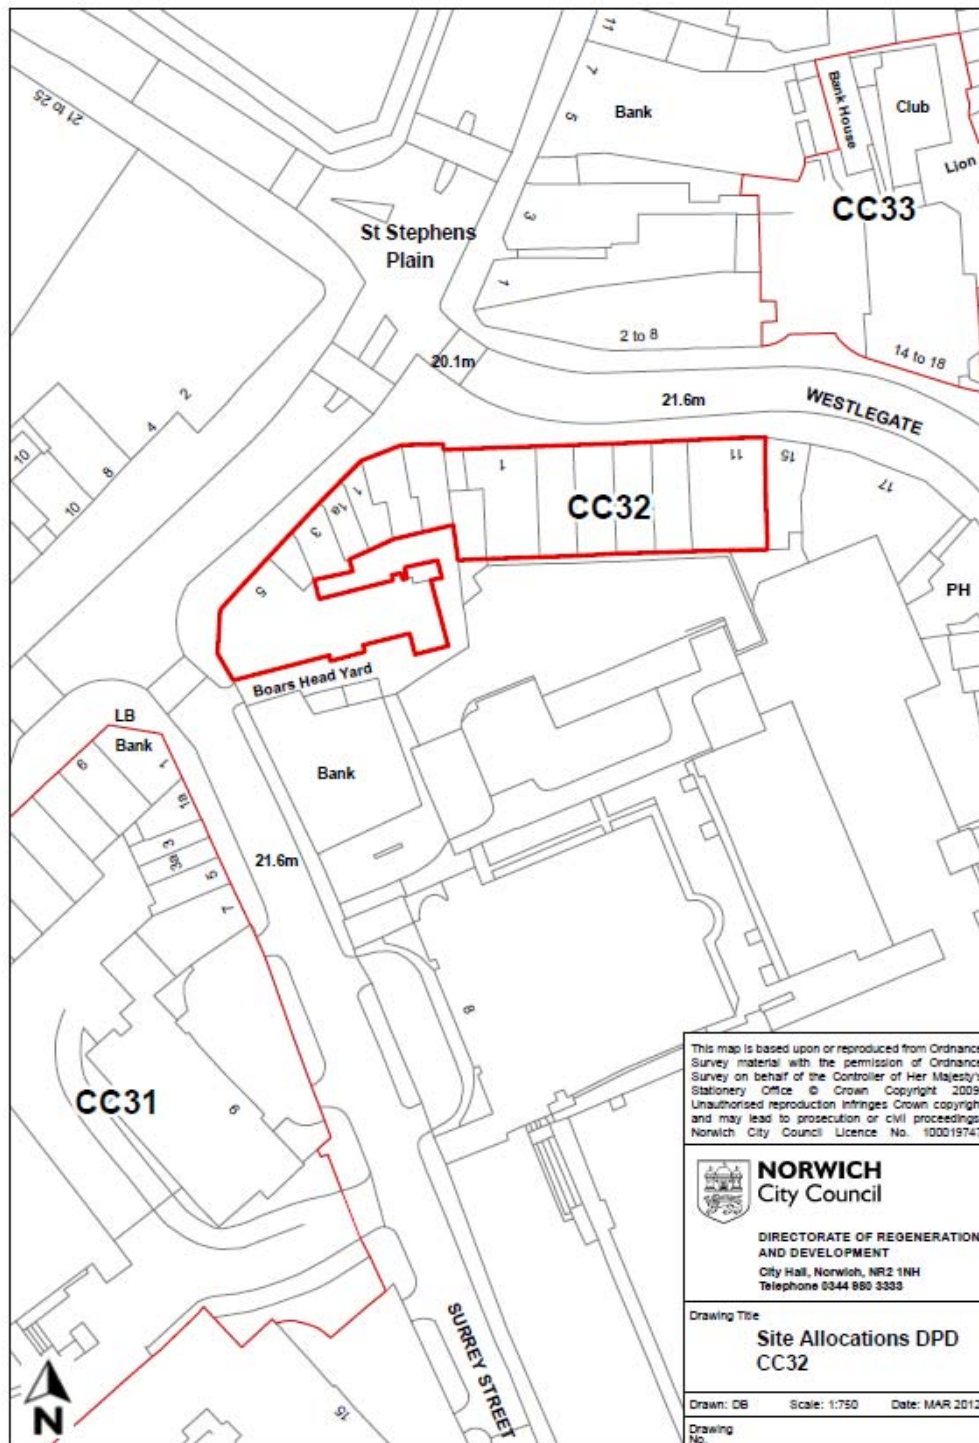 11
7
5
Bank
Bank House
Club
Lion
21 to 25
CC33
St Stephens
Plain
3
1
2 to 8
14 to 18
20.1m
21.6m
WESTLEGATE
2
4
8
10
10
1
11
15
17
CC32
1
1a
3
5
PH
Boars Head Yard
LB
Bank
9
1
1a
3
3a
5
7
Bank
21.6m
8
CC31
9
SURREY STREET
15
N
This map is based upon or reproduced from Ordnance
Survey material with the permission of Ordnance
Survey on behalf of the Controller of Her Majesty's
Stationery Office © Crown Copyright 2009.
Unauthorised reproduction infringes Crown copyright
and may lead to prosecution or civil proceedings.
Norwich City Council Licence No. 100019747
NORWICH
City Council
DIRECTORATE OF REGENERATION
AND DEVELOPMENT
City Hall, Norwich, NR2 1NH
Telephone 0344 980 3333
Drawing Title
Site Allocations DPD
CC32
Drawn: DB Scale: 1:750 Date: MAR 2012
Drawing
No.